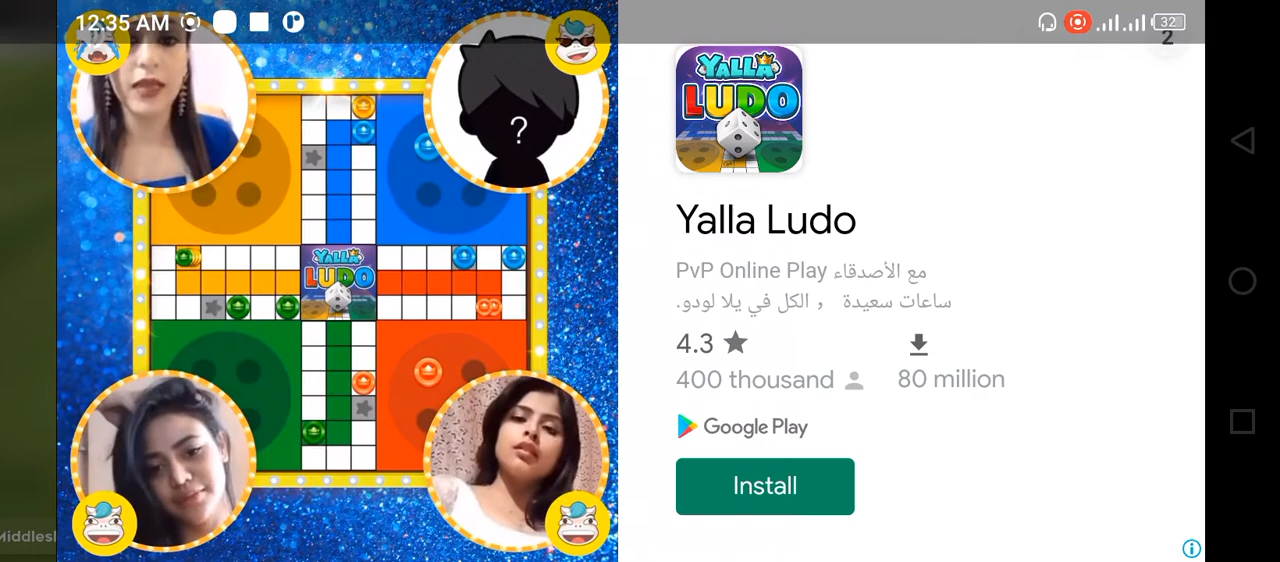 12:35 AM
32
2
YALLA
LUDO
?
YALLA
LUDO
Yalla Ludo
PvP Online Play مع الأصدقاء
ساعات سعيدة ، الكل في يلا لودو.
4.3
400 thousand
80 million
Google Play
Install
Middlesb